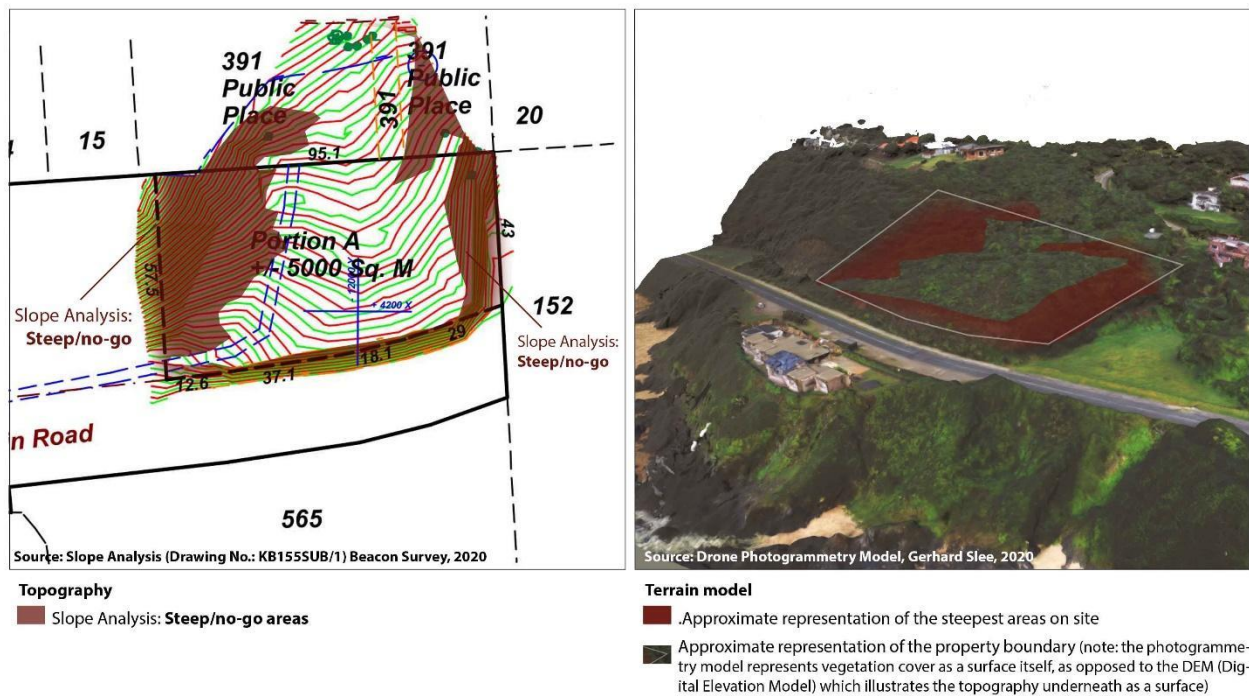 391
Public
Place
391
Public
Place
391
15
20
95.1
43
57.5
Portion A
+/- 5000 Sq. M
+ 4200 X
152
Slope Analysis:
Steep/no-go
Slope Analysis:
Steep/no-go
29
18.1
37.1
12.6
n Road
565
Source: Slope Analysis (Drawing No.: KB155SUB/1) Beacon Survey, 2020
Source: Drone Photogrammetry Model, Gerhard Slee, 2020
Topography
Slope Analysis: Steep/no-go areas
Terrain model
.Approximate representation of the steepest areas on site
Approximate representation of the property boundary (note: the photogramme-
try model represents vegetation cover as a surface itself, as opposed to the DEM (Dig-
ital Elevation Model) which illustrates the topography underneath as a surface)